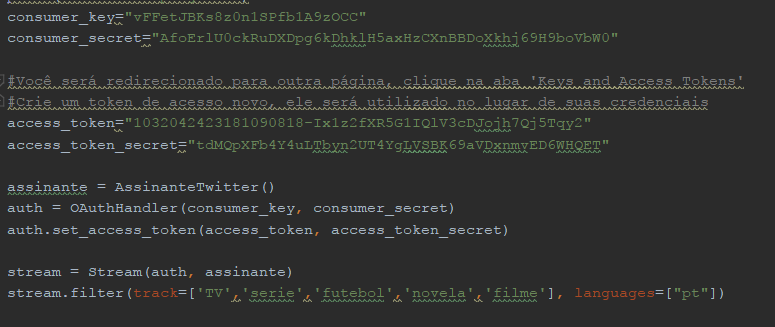 consumer_key="vFFetJBKs8z0n1SPfb1A9zOCC"
consumer_secret="AfoErlU0ckRuDXDpg6kDhklH5axHzCXnBBDoXkhj69H9boVbW0"
#Você será redirecionado para outra página, clique na aba 'Keys and Access Tokens'
#Crie um token de acesso novo, ele será utilizado no lugar de suas credenciais
access_token="1032042423181090818-Ix1z2fXR5G1IQlV3cDJojh7Qj5Tqy2"
access_token_secret="tdMQpXFb4Y4uLTbyn2UT4YgLVSBK69aVDxnmyED6WHQET"
assinante = AssinanteTwitter()
auth = OAuthHandler(consumer_key, consumer_secret)
auth.set_access_token(access_token, access_token_secret)
stream = Stream(auth, assinante)
stream.filter(track=['TV','serie','futebol','novela','filme'], languages=["pt"])